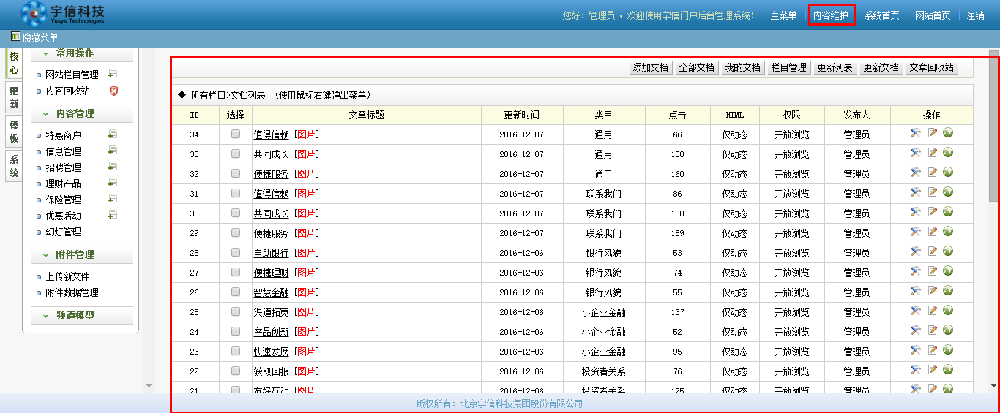 宇信科技
Yusys Technologies
您好：管理员 ，欢迎使用宇信门户后台管理系统！ 主菜单 内容维护 系统首页 网站首页 注销
隐藏菜单
核心
更新
模板
系统
常用操作
网站栏目管理
内容回收站
内容管理
特惠商户
信息管理
招聘管理
理财产品
保险管理
优惠活动
幻灯管理
附件管理
上传新文件
附件数据管理
频道模型
添加文档 全部文档 我的文档 栏目管理 更新列表 更新文档 文章回收站
◆ 所有栏目>文档列表 （使用鼠标右键弹出菜单）
ID 选择 文章标题 更新时间 类目 点击 HTML 权限 发布人 操作
34 值得信赖 [图片] 2016-12-07 通用 66 仅动态 开放浏览 管理员
33 共同成长 [图片] 2016-12-07 通用 100 仅动态 开放浏览 管理员
32 便捷服务 [图片] 2016-12-07 通用 160 仅动态 开放浏览 管理员
31 值得信赖 [图片] 2016-12-07 联系我们 86 仅动态 开放浏览 管理员
30 共同成长 [图片] 2016-12-07 联系我们 138 仅动态 开放浏览 管理员
29 便捷服务 [图片] 2016-12-07 联系我们 189 仅动态 开放浏览 管理员
28 自助银行 [图片] 2016-12-06 银行风貌 53 仅动态 开放浏览 管理员
27 便捷理财 [图片] 2016-12-06 银行风貌 74 仅动态 开放浏览 管理员
26 智慧金融 [图片] 2016-12-06 银行风貌 55 仅动态 开放浏览 管理员
25 渠道拓宽 [图片] 2016-12-06 小企业金融 137 仅动态 开放浏览 管理员
24 产品创新 [图片] 2016-12-06 小企业金融 52 仅动态 开放浏览 管理员
23 快速发展 [图片] 2016-12-06 小企业金融 95 仅动态 开放浏览 管理员
22 获取回报 [图片] 2016-12-06 投资者关系 76 仅动态 开放浏览 管理员
21 友好互动 [图片] 2016-12-06 投资者关系 125 仅动态 开放浏览 管理员
版权所有：北京宇信科技集团股份有限公司